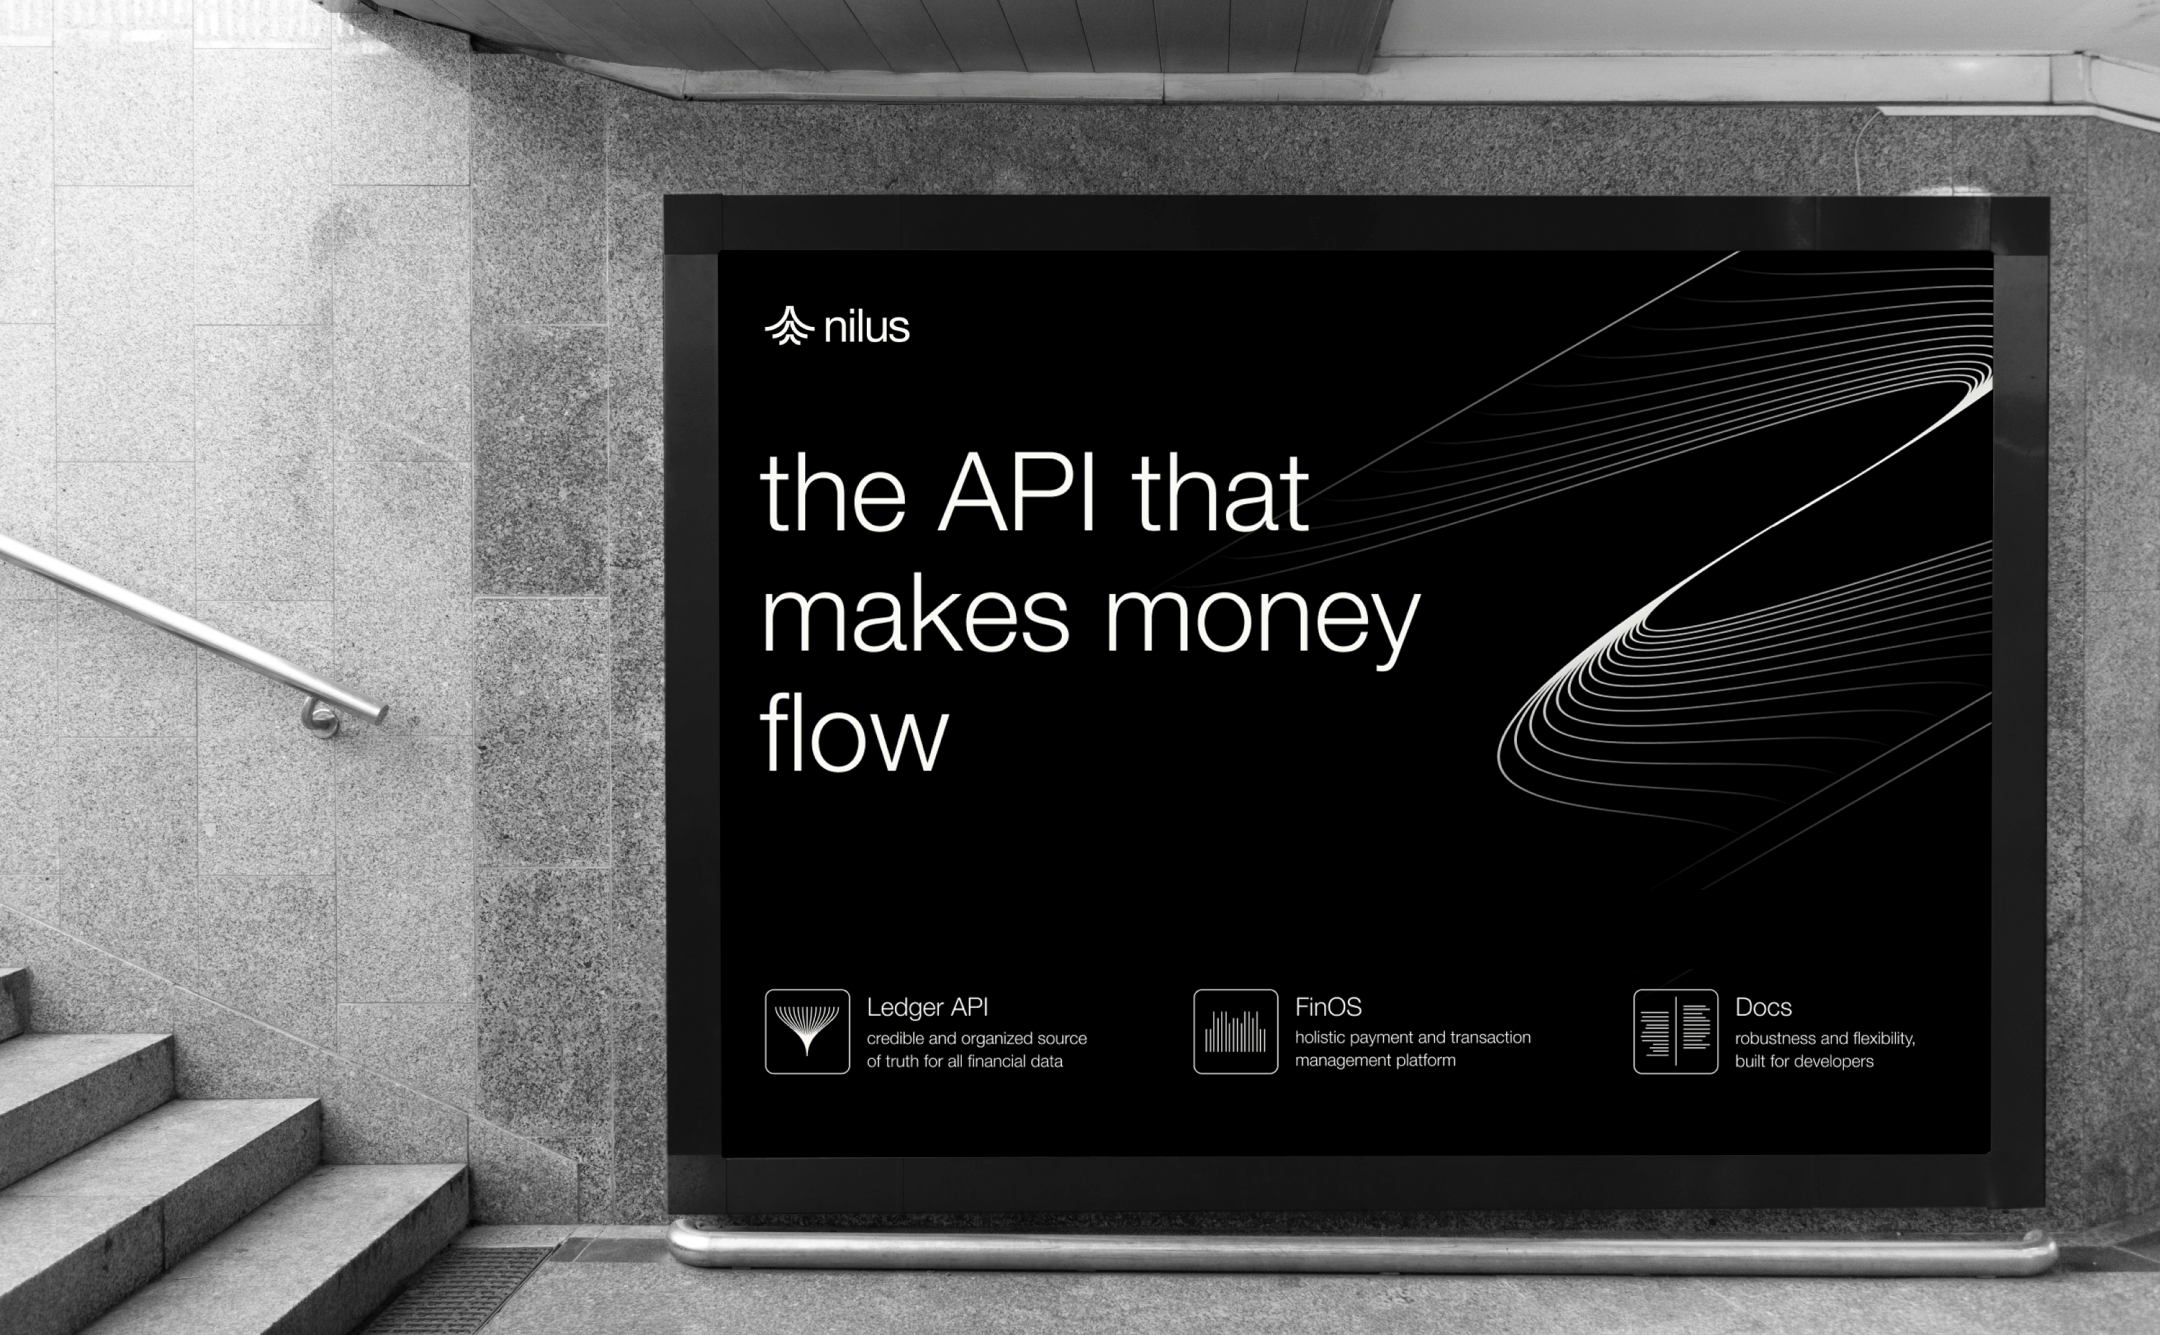 nilus
the API that
makes money
flow
Ledger API
credible and organized source
of truth for all financial data
FinOS
holistic payment and transaction
management platform
Docs
robustness and flexibility,
built for developers